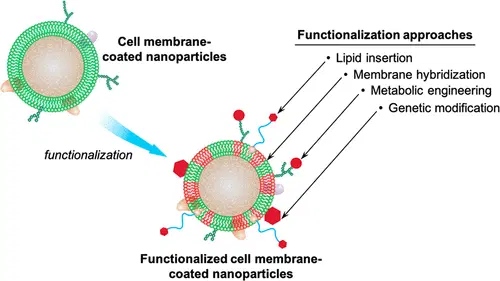 Cell membrane-
coated nanoparticles
functionalization
Functionalization approaches
• Lipid insertion
• Membrane hybridization
• Metabolic engineering
• Genetic modification
Functionalized cell membrane-
coated nanoparticles